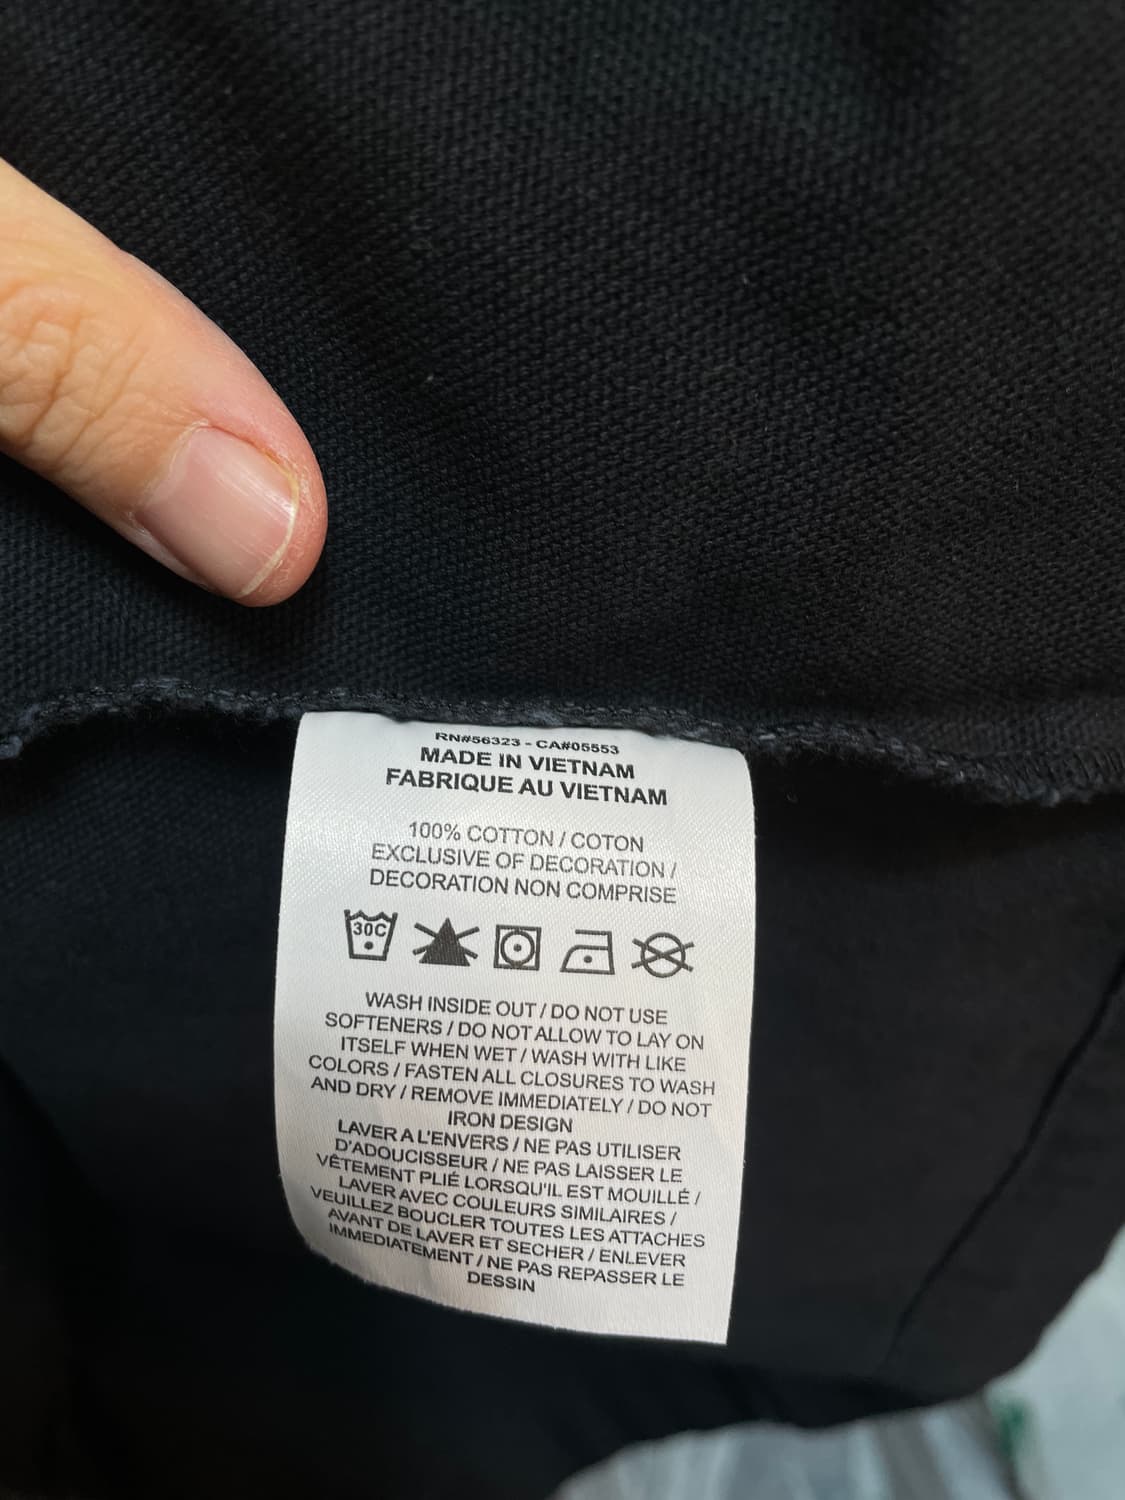 RN#56323 - CA#05553
MADE IN VIETNAM
FABRIQUE AU VIETNAM
100% COTTON / COTON
EXCLUSIVE OF DECORATION /
DECORATION NON COMPRISE
30C
WASH INSIDE OUT / DO NOT USE
SOFTENERS / DO NOT ALLOW TO LAY ON
ITSELF WHEN WET / WASH WITH LIKE
COLORS / FASTEN ALL CLOSURES TO WASH
AND DRY / REMOVE IMMEDIATELY / DO NOT
IRON DESIGN
LAVER A L'ENVERS / NE PAS UTILISER
D'ADOUCISSEUR / NE PAS LAISSER LE
VÊTEMENT PLIÉ LORSQU'IL EST MOUILLÉ /
LAVER AVEC COULEURS SIMILAIRES /
VEUILLEZ BOUCLER TOUTES LES ATTACHES
AVANT DE LAVER ET SECHER / ENLEVER
IMMEDIATEMENT / NE PAS REPASSER LE
DESSIN